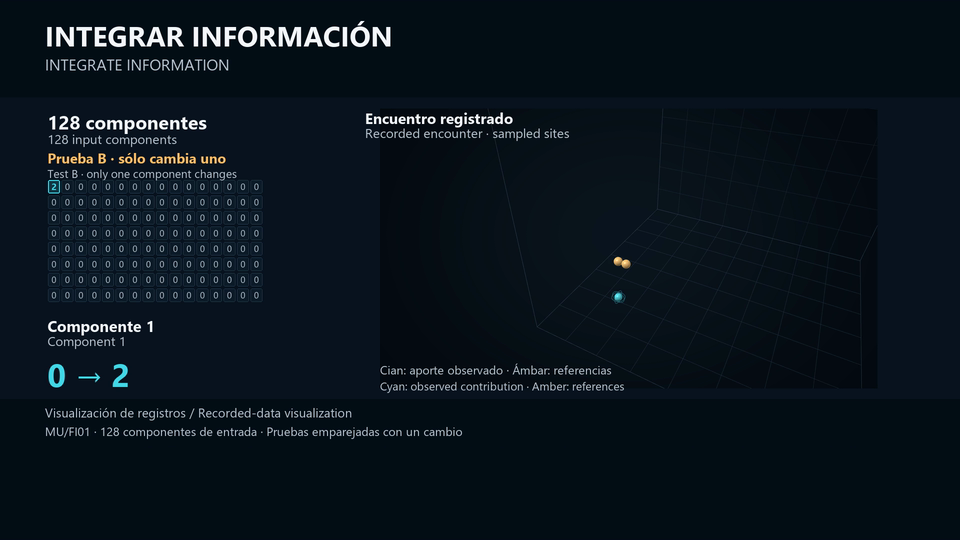 INTEGRAR INFORMACIÓN
INTEGRATE INFORMATION
128 componentes
128 input components
Prueba B · sólo cambia uno
Test B · only one component changes
2 0 0 0 0 0 0 0 0 0 0 0 0 0 0 0
0 0 0 0 0 0 0 0 0 0 0 0 0 0 0 0
0 0 0 0 0 0 0 0 0 0 0 0 0 0 0 0
0 0 0 0 0 0 0 0 0 0 0 0 0 0 0 0
0 0 0 0 0 0 0 0 0 0 0 0 0 0 0 0
0 0 0 0 0 0 0 0 0 0 0 0 0 0 0 0
0 0 0 0 0 0 0 0 0 0 0 0 0 0 0 0
0 0 0 0 0 0 0 0 0 0 0 0 0 0 0 0
Componente 1
Component 1
0 → 2
Encuentro registrado
Recorded encounter · sampled sites
Cian: aporte observado · Ámbar: referencias
Cyan: observed contribution · Amber: references
Visualización de registros / Recorded-data visualization
MU/FI01 · 128 componentes de entrada · Pruebas emparejadas con un cambio